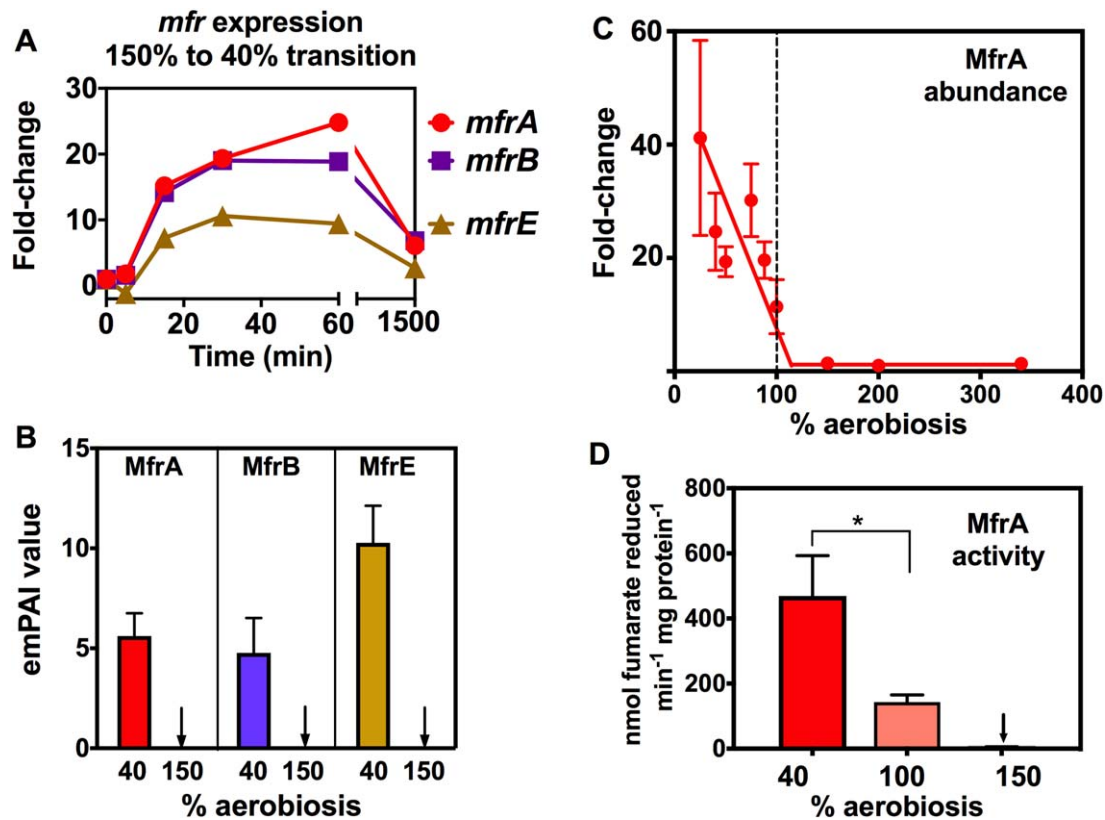 A
mfr expression
150% to 40% transition
Fold-change
30
20
10
0
0 20 40 60 1500
Time (min)
mfrA
mfrB
mfrE
B
emPAI value
15
10
5
0
MfrA MfrB MfrE
40 150 40 150 40 150
% aerobiosis
C
MfrA
abundance
Fold-change
60
40
20
0 100 200 300 400
% aerobiosis
D
nmol fumarate reduced
min⁻¹ mg protein⁻¹
800
600
400
200
0
*
MfrA
activity
40 100 150
% aerobiosis